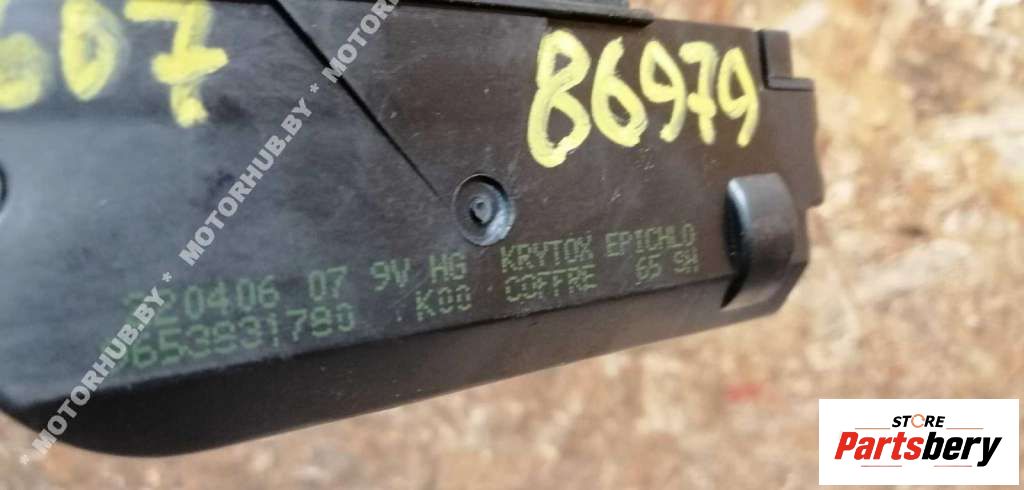 607
86979
220406 07 9V HG KRYTOX EPICHLO
9653831780 K00 COFFRE 65 SH
* MOTORHUB.BY * MOTORHUB.BY * MOTORHUB.BY *
STORE
Partsbery